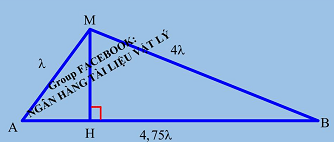 M
λ
4λ
Group FACEBOOK:
NGÂN HÀNG TÀI LIỆU VẬT LÝ
A
H
B
4,75λ